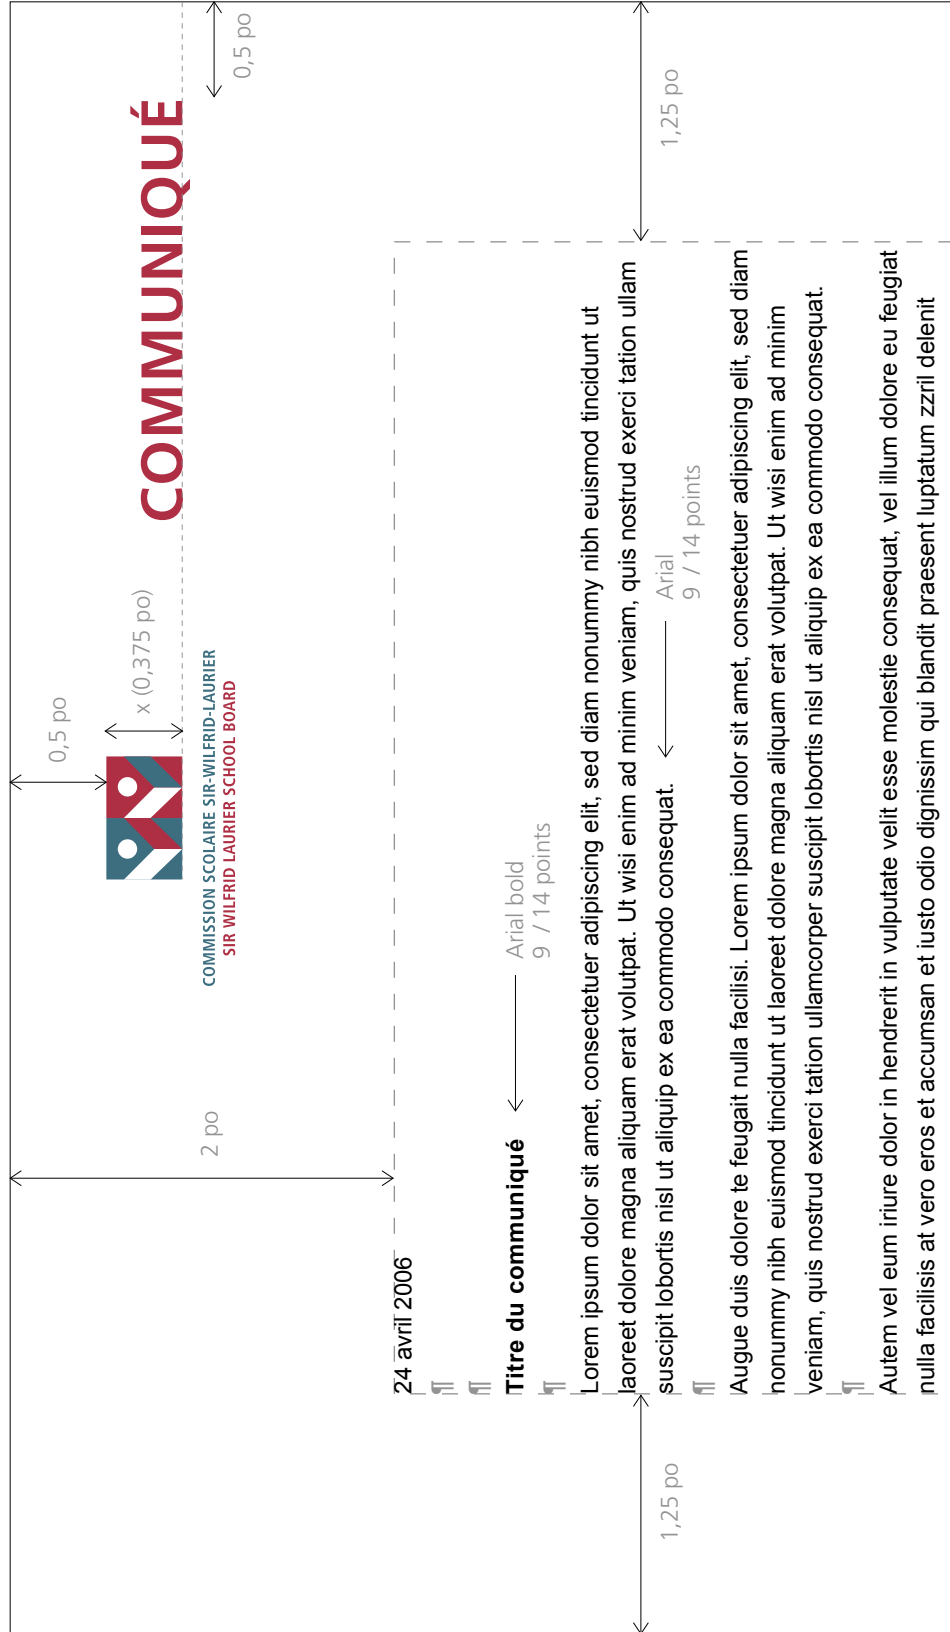 0,5 po
COMMUNIQUÉ
0,5 po
x (0,375 po)
COMMISSION SCOLAIRE SIR-WILFRID-LAURIER
SIR WILFRID LAURIER SCHOOL BOARD
2 po
24 avril 2006
¶
¶
Titre du communiqué
Arial bold
9 / 14 points
¶
Lorem ipsum dolor sit amet, consectetuer adipiscing elit, sed diam nonummy nibh euismod tincidunt ut
laoreet dolore magna aliquam erat volutpat. Ut wisi enim ad minim veniam, quis nostrud exerci tation ullam
suscipit lobortis nisl ut aliquip ex ea commodo consequat.
Arial
9 / 14 points
1,25 po
1,25 po
¶
Augue duis dolore te feugait nulla facilisi. Lorem ipsum dolor sit amet, consectetuer adipiscing elit, sed diam
nonummy nibh euismod tincidunt ut laoreet dolore magna aliquam erat volutpat. Ut wisi enim ad minim
veniam, quis nostrud exerci tation ullamcorper suscipit lobortis nisl ut aliquip ex ea commodo consequat.
¶
Autem vel eum iriure dolor in hendrerit in vulputate velit esse molestie consequat, vel illum dolore eu feugiat
nulla facilisis at vero eros et accumsan et iusto odio dignissim qui blandit praesent luptatum zzril delenit